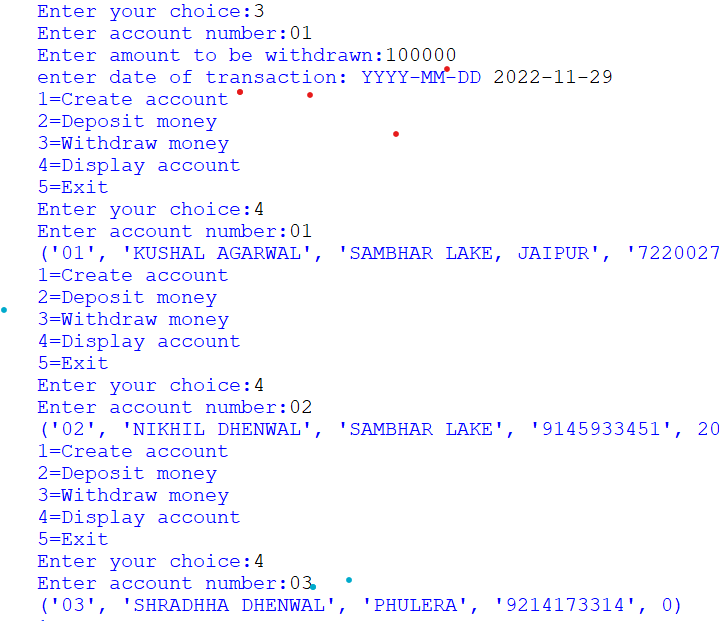 Enter your choice:3
Enter account number:01
Enter amount to be withdrawn:100000
enter date of transaction: YYYY-MM-DD 2022-11-29
1=Create account
2=Deposit money
3=Withdraw money
4=Display account
5=Exit
Enter your choice:4
Enter account number:01
('01', 'KUSHAL AGARWAL', 'SAMBHAR LAKE, JAIPUR', '7220027
1=Create account
2=Deposit money
3=Withdraw money
4=Display account
5=Exit
Enter your choice:4
Enter account number:02
('02', 'NIKHIL DHENWAL', 'SAMBHAR LAKE', '9145933451', 20
1=Create account
2=Deposit money
3=Withdraw money
4=Display account
5=Exit
Enter your choice:4
Enter account number:03
('03', 'SHRADHHA DHENWAL', 'PHULERA', '9214173314', 0)